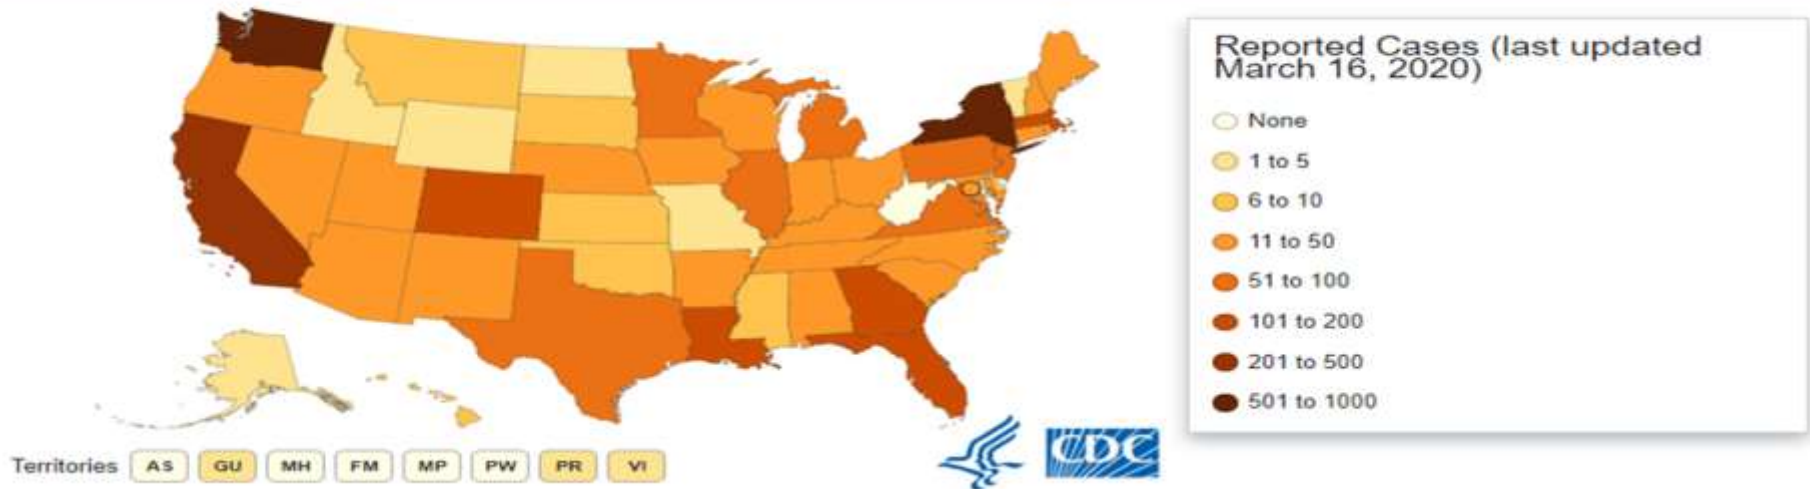 Reported Cases (last updated
March 16, 2020)
None
1 to 5
6 to 10
11 to 50
51 to 100
101 to 200
201 to 500
501 to 1000
Territories AS GU MH FM MP PW PR VI
CDC